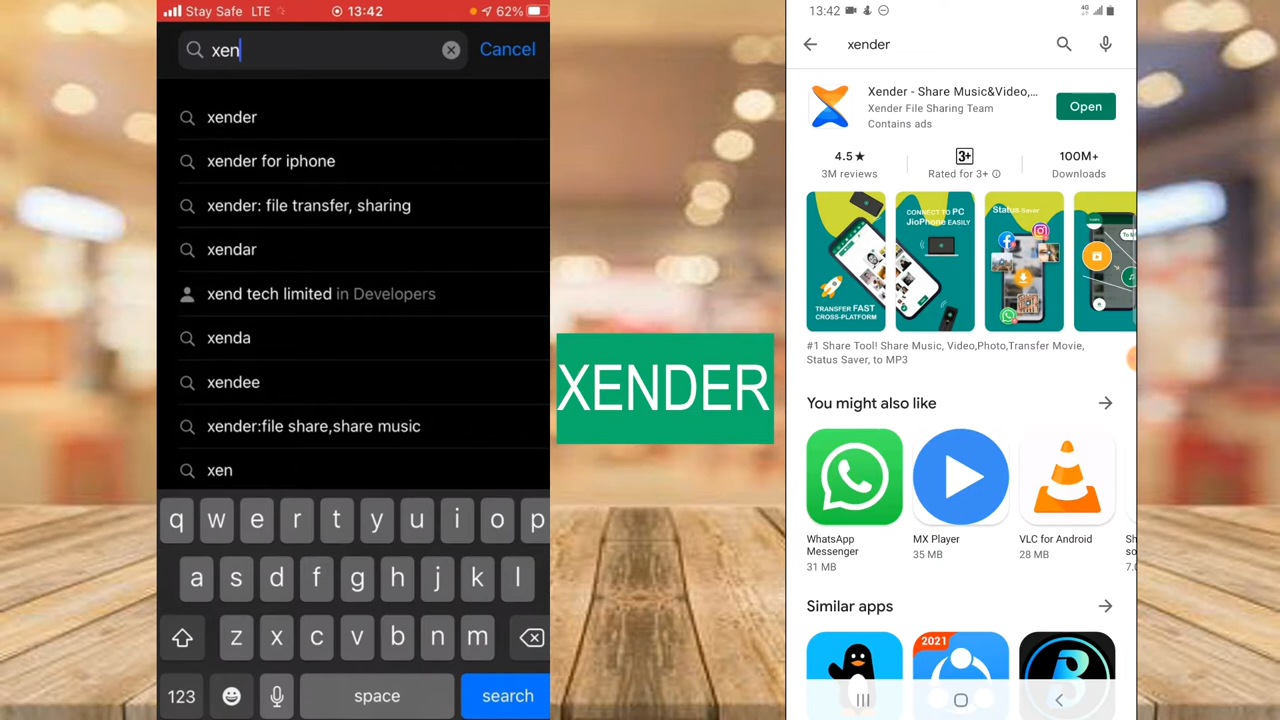 Stay Safe LTE 13:42 62%
xen Cancel
xender
xender for iphone
xender: file transfer, sharing
xendar
xend tech limited in Developers
xenda
xendee
xender:file share,share music
xen
q w e r t y u i o p
a s d f g h j k l
z x c v b n m
123 space search
XENDER
13:42 4G
xender
Xender - Share Music&Video,...
Xender File Sharing Team
Contains ads
Open
4.5★ 3+ 100M+
3M reviews Rated for 3+ Downloads
TRANSFER FAST
CROSS-PLATFORM
CONNECT TO PC
JioPhone EASILY
Status Saver
#1 Share Tool! Share Music, Video,Photo,Transfer Movie,
Status Saver, to MP3
You might also like
WhatsApp
Messenger
31 MB
MX Player
35 MB
VLC for Android
28 MB
Similar apps
2021